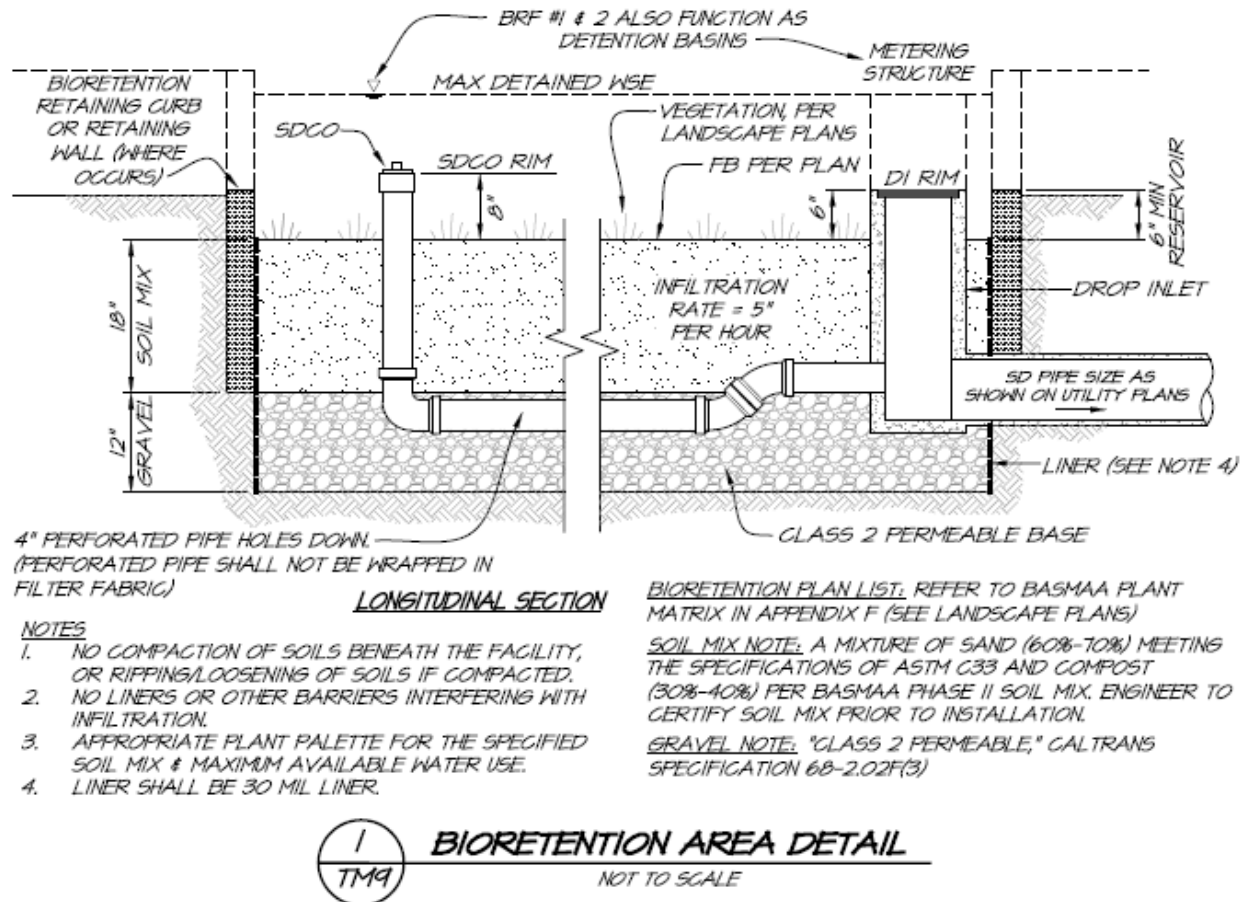 BRF #1 & 2 ALSO FUNCTION AS
DETENTION BASINS
METERING
STRUCTURE
BIORETENTION
RETAINING CURB
OR RETAINING
WALL (WHERE
OCCURS)
MAX DETAINED WSE
SDCO
SDCO RIM
8"
VEGETATION, PER
LANDSCAPE PLANS
FB PER PLAN
DI RIM
6"
6" MIN
RESERVOIR
18"
SOIL MIX
INFILTRATION
RATE = 5"
PER HOUR
DROP INLET
SD PIPE SIZE AS
SHOWN ON UTILITY PLANS
12"
GRAVEL
LINER (SEE NOTE 4)
CLASS 2 PERMEABLE BASE
4" PERFORATED PIPE HOLES DOWN.
(PERFORATED PIPE SHALL NOT BE WRAPPED IN
FILTER FABRIC)
LONGITUDINAL SECTION
NOTES
1. NO COMPACTION OF SOILS BENEATH THE FACILITY,
OR RIPPING/LOOSENING OF SOILS IF COMPACTED.
2. NO LINERS OR OTHER BARRIERS INTERFERING WITH
INFILTRATION.
3. APPROPRIATE PLANT PALETTE FOR THE SPECIFIED
SOIL MIX & MAXIMUM AVAILABLE WATER USE.
4. LINER SHALL BE 30 MIL LINER.
BIORETENTION PLAN LIST: REFER TO BASMAA PLANT
MATRIX IN APPENDIX F (SEE LANDSCAPE PLANS)
SOIL MIX NOTE: A MIXTURE OF SAND (60%-70%) MEETING
THE SPECIFICATIONS OF ASTM C33 AND COMPOST
(30%-40%) PER BASMAA PHASE II SOIL MIX. ENGINEER TO
CERTIFY SOIL MIX PRIOR TO INSTALLATION.
GRAVEL NOTE: "CLASS 2 PERMEABLE," CALTRANS
SPECIFICATION 68-2.02F(3)
1
TM9
BIORETENTION AREA DETAIL
NOT TO SCALE